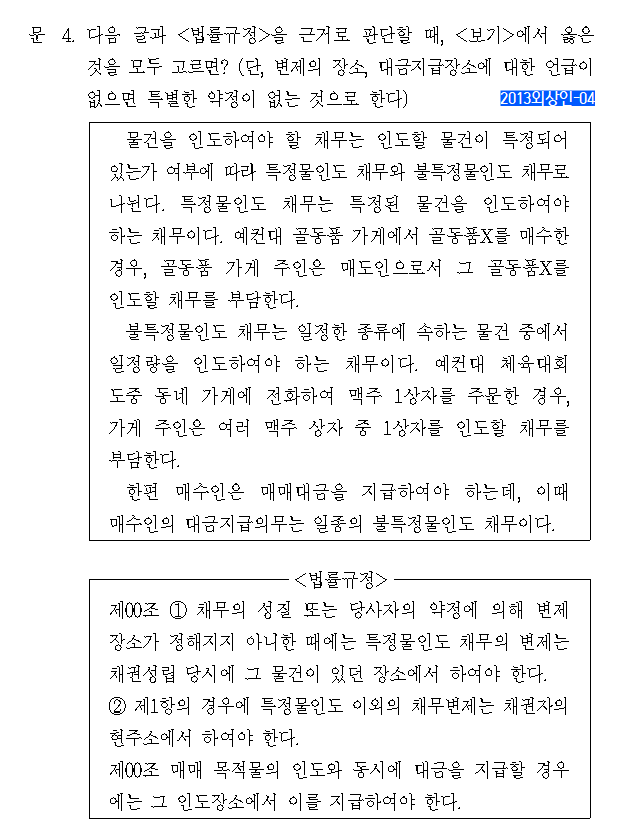 문 4. 다음 글과 <법률규정>을 근거로 판단할 때, <보기>에서 옳은
것을 모두 고르면? (단, 변제의 장소, 대금지급장소에 대한 언급이
없으면 특별한 약정이 없는 것으로 한다) 2013외상인-04
물건을 인도하여야 할 채무는 인도할 물건이 특정되어
있는가 여부에 따라 특정물인도 채무와 불특정물인도 채무로
나뉜다. 특정물인도 채무는 특정된 물건을 인도하여야
하는 채무이다. 예컨대 골동품 가게에서 골동품X를 매수한
경우, 골동품 가게 주인은 매도인으로서 그 골동품X를
인도할 채무를 부담한다.
불특정물인도 채무는 일정한 종류에 속하는 물건 중에서
일정량을 인도하여야 하는 채무이다. 예컨대 체육대회
도중 동네 가게에 전화하여 맥주 1상자를 주문한 경우,
가게 주인은 여러 맥주 상자 중 1상자를 인도할 채무를
부담한다.
한편 매수인은 매매대금을 지급하여야 하는데, 이때
매수인의 대금지급의무는 일종의 불특정물인도 채무이다.
<법률규정>
제00조 ① 채무의 성질 또는 당사자의 약정에 의해 변제
장소가 정해지지 아니한 때에는 특정물인도 채무의 변제는
채권성립 당시에 그 물건이 있던 장소에서 하여야 한다.
② 제1항의 경우에 특정물인도 이외의 채무변제는 채권자의
현주소에서 하여야 한다.
제00조 매매 목적물의 인도와 동시에 대금을 지급할 경우
에는 그 인도장소에서 이를 지급하여야 한다.